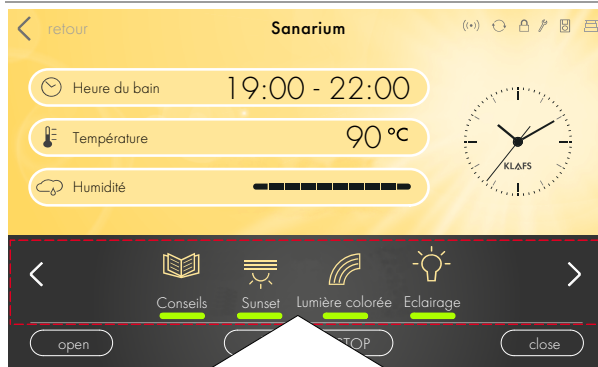 retour
Sanarium
Heure du bain 19:00 - 22:00
Température 90 °C
Humidité
KLAFS
Conseils Sunset Lumière colorée Eclairage
open STOP close